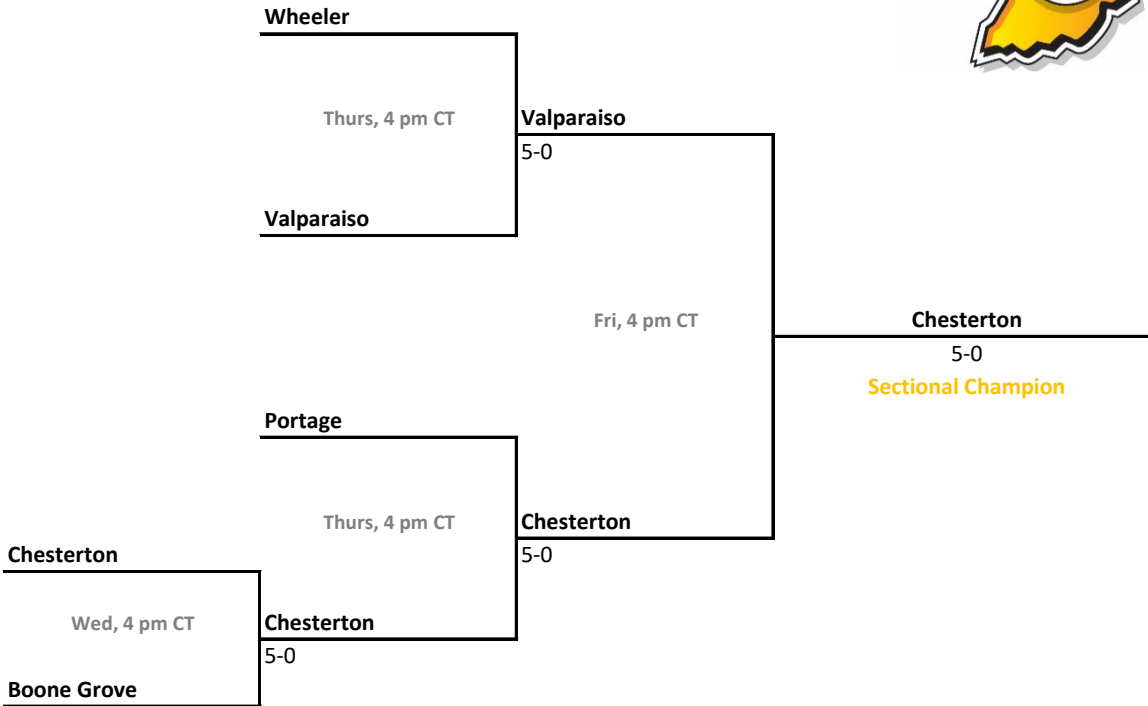 Wheeler
Thurs, 4 pm CT
Valparaiso
5-0
Valparaiso
Fri, 4 pm CT
Chesterton
5-0
Sectional Champion
Portage
Thurs, 4 pm CT
Chesterton
5-0
Chesterton
Wed, 4 pm CT
Chesterton
5-0
Boone Grove